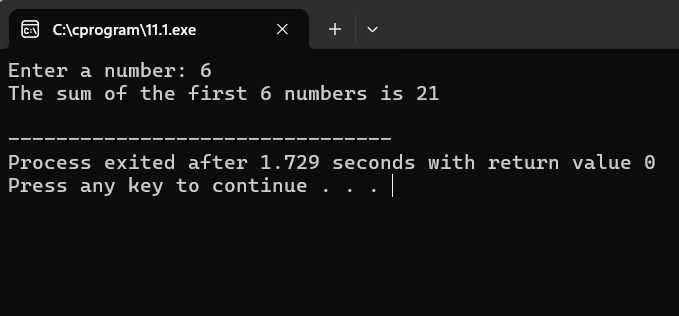 C:\cprogram\11.1.exe
Enter a number: 6
The sum of the first 6 numbers is 21
--------------------------------
Process exited after 1.729 seconds with return value 0
Press any key to continue . . .